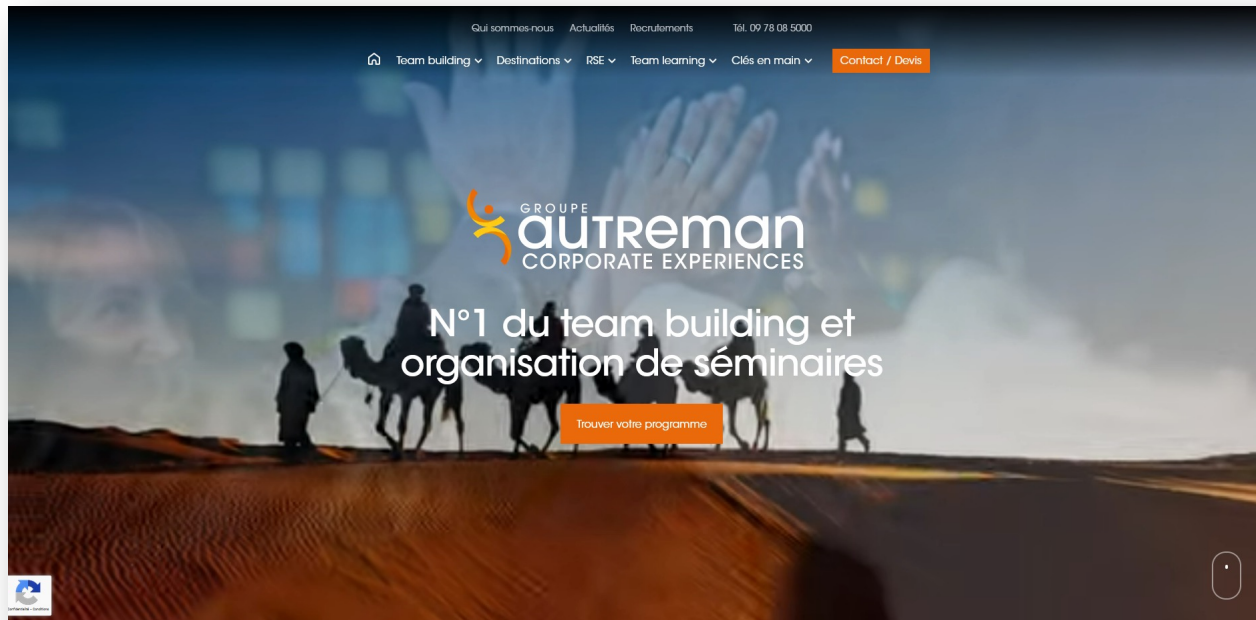 Qui sommes-nous Actualités Recrutements Tél. 09 78 08 5000
Team building Destinations RSE Team learning Clés en main Contact / Devis
GROUPE
autreman
CORPORATE EXPERIENCES
N°1 du team building et
organisation de séminaires
Trouver votre programme